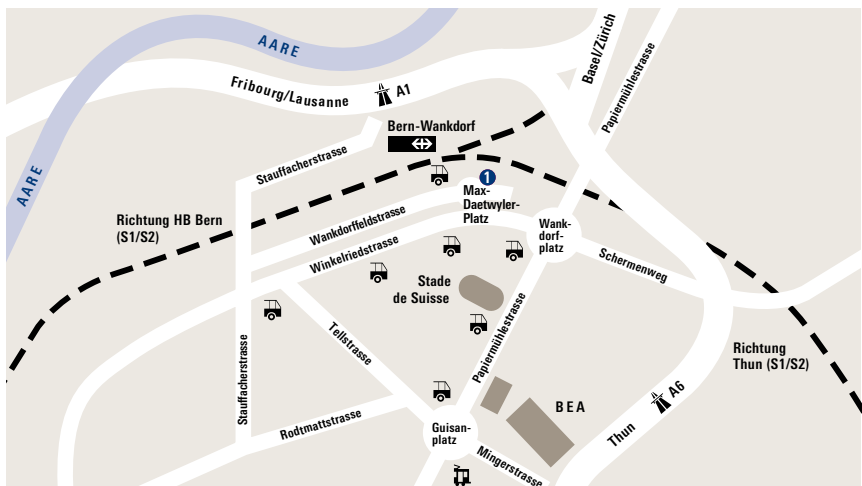 AARE
Fribourg/Lausanne
A1
Basel/Zürich
Papiermühlestrasse
Bern-Wankdorf
Stauffacherstrasse
AARE
1
Max-
Daetwyler-
Platz
Richtung HB Bern
(S1/S2)
Wankdorffeldstrasse
Winkelriedstrasse
Wank-
dorf-
platz
Schermenweg
Stade
de Suisse
Stauffacherstrasse
Tellstrasse
Papiermühlestrasse
Richtung
Thun (S1/S2)
A6
BEA
Thun
Rodtmattstrasse
Guisan-
platz
Mingerstrasse